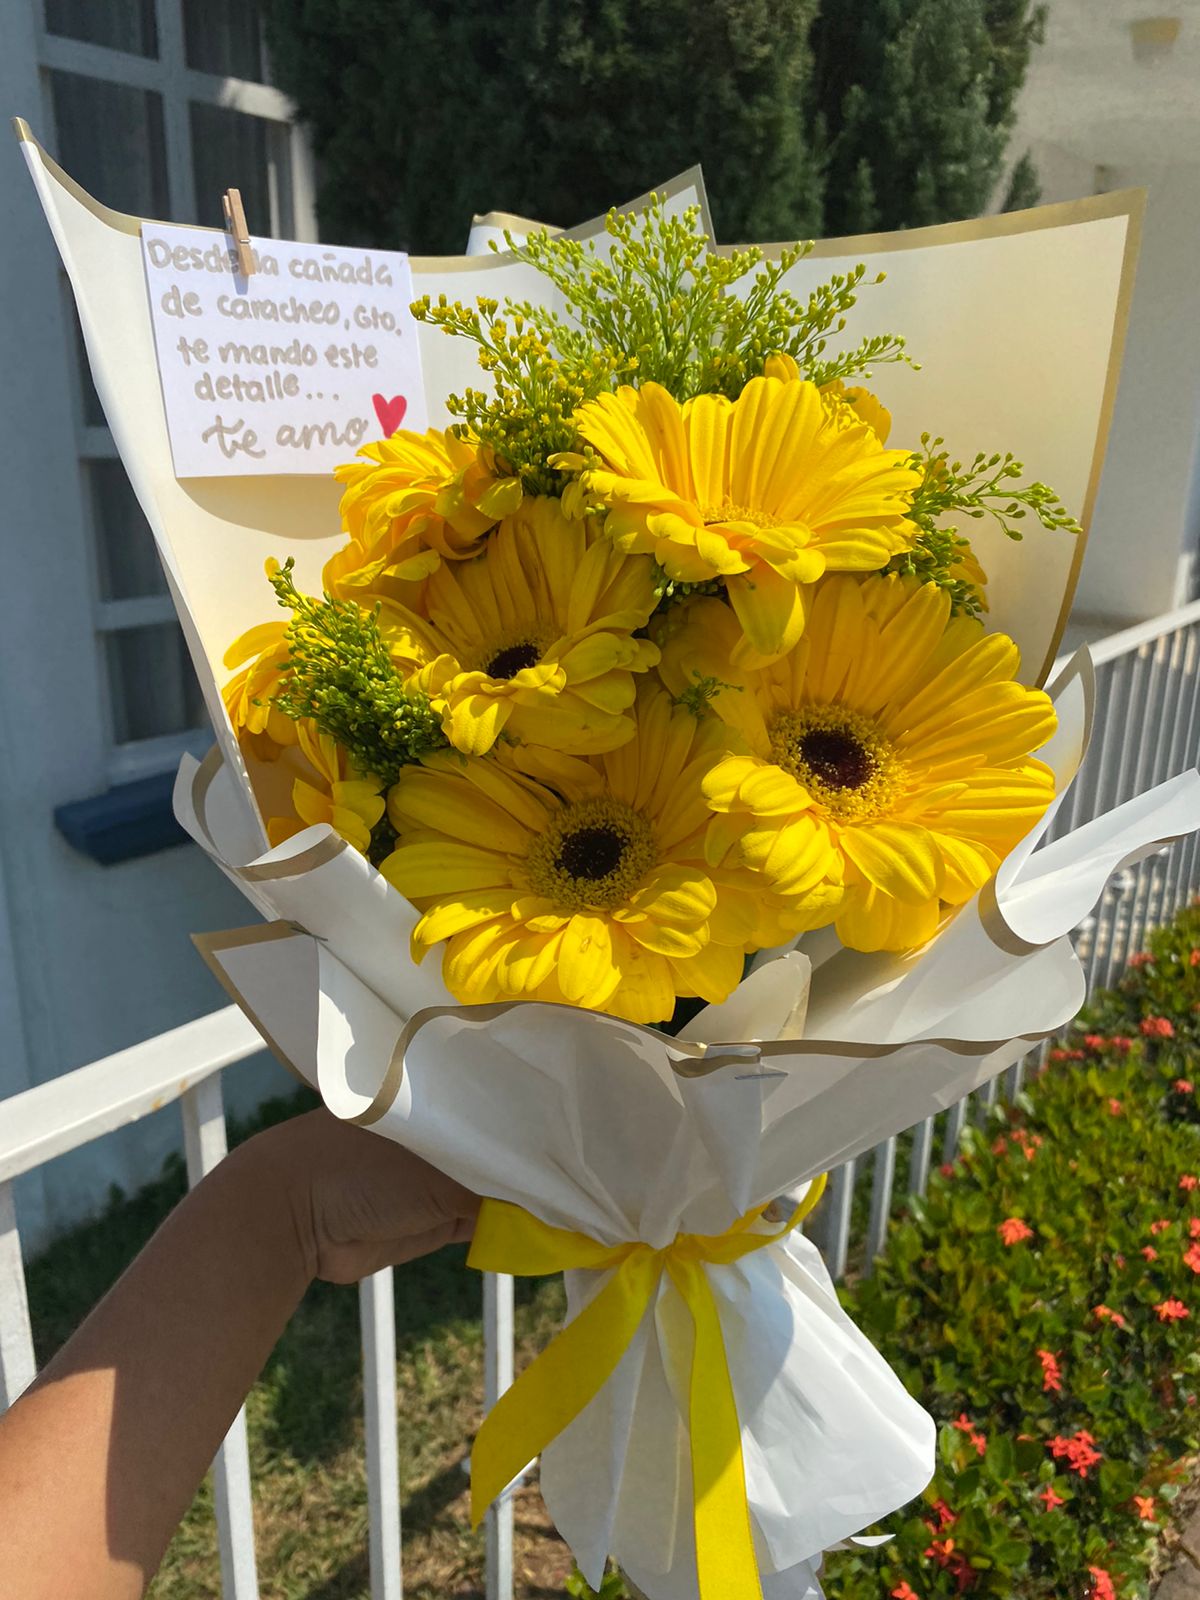 Desde la cañada
de caracheo, Gto.
te mando este
detalle...
te amo